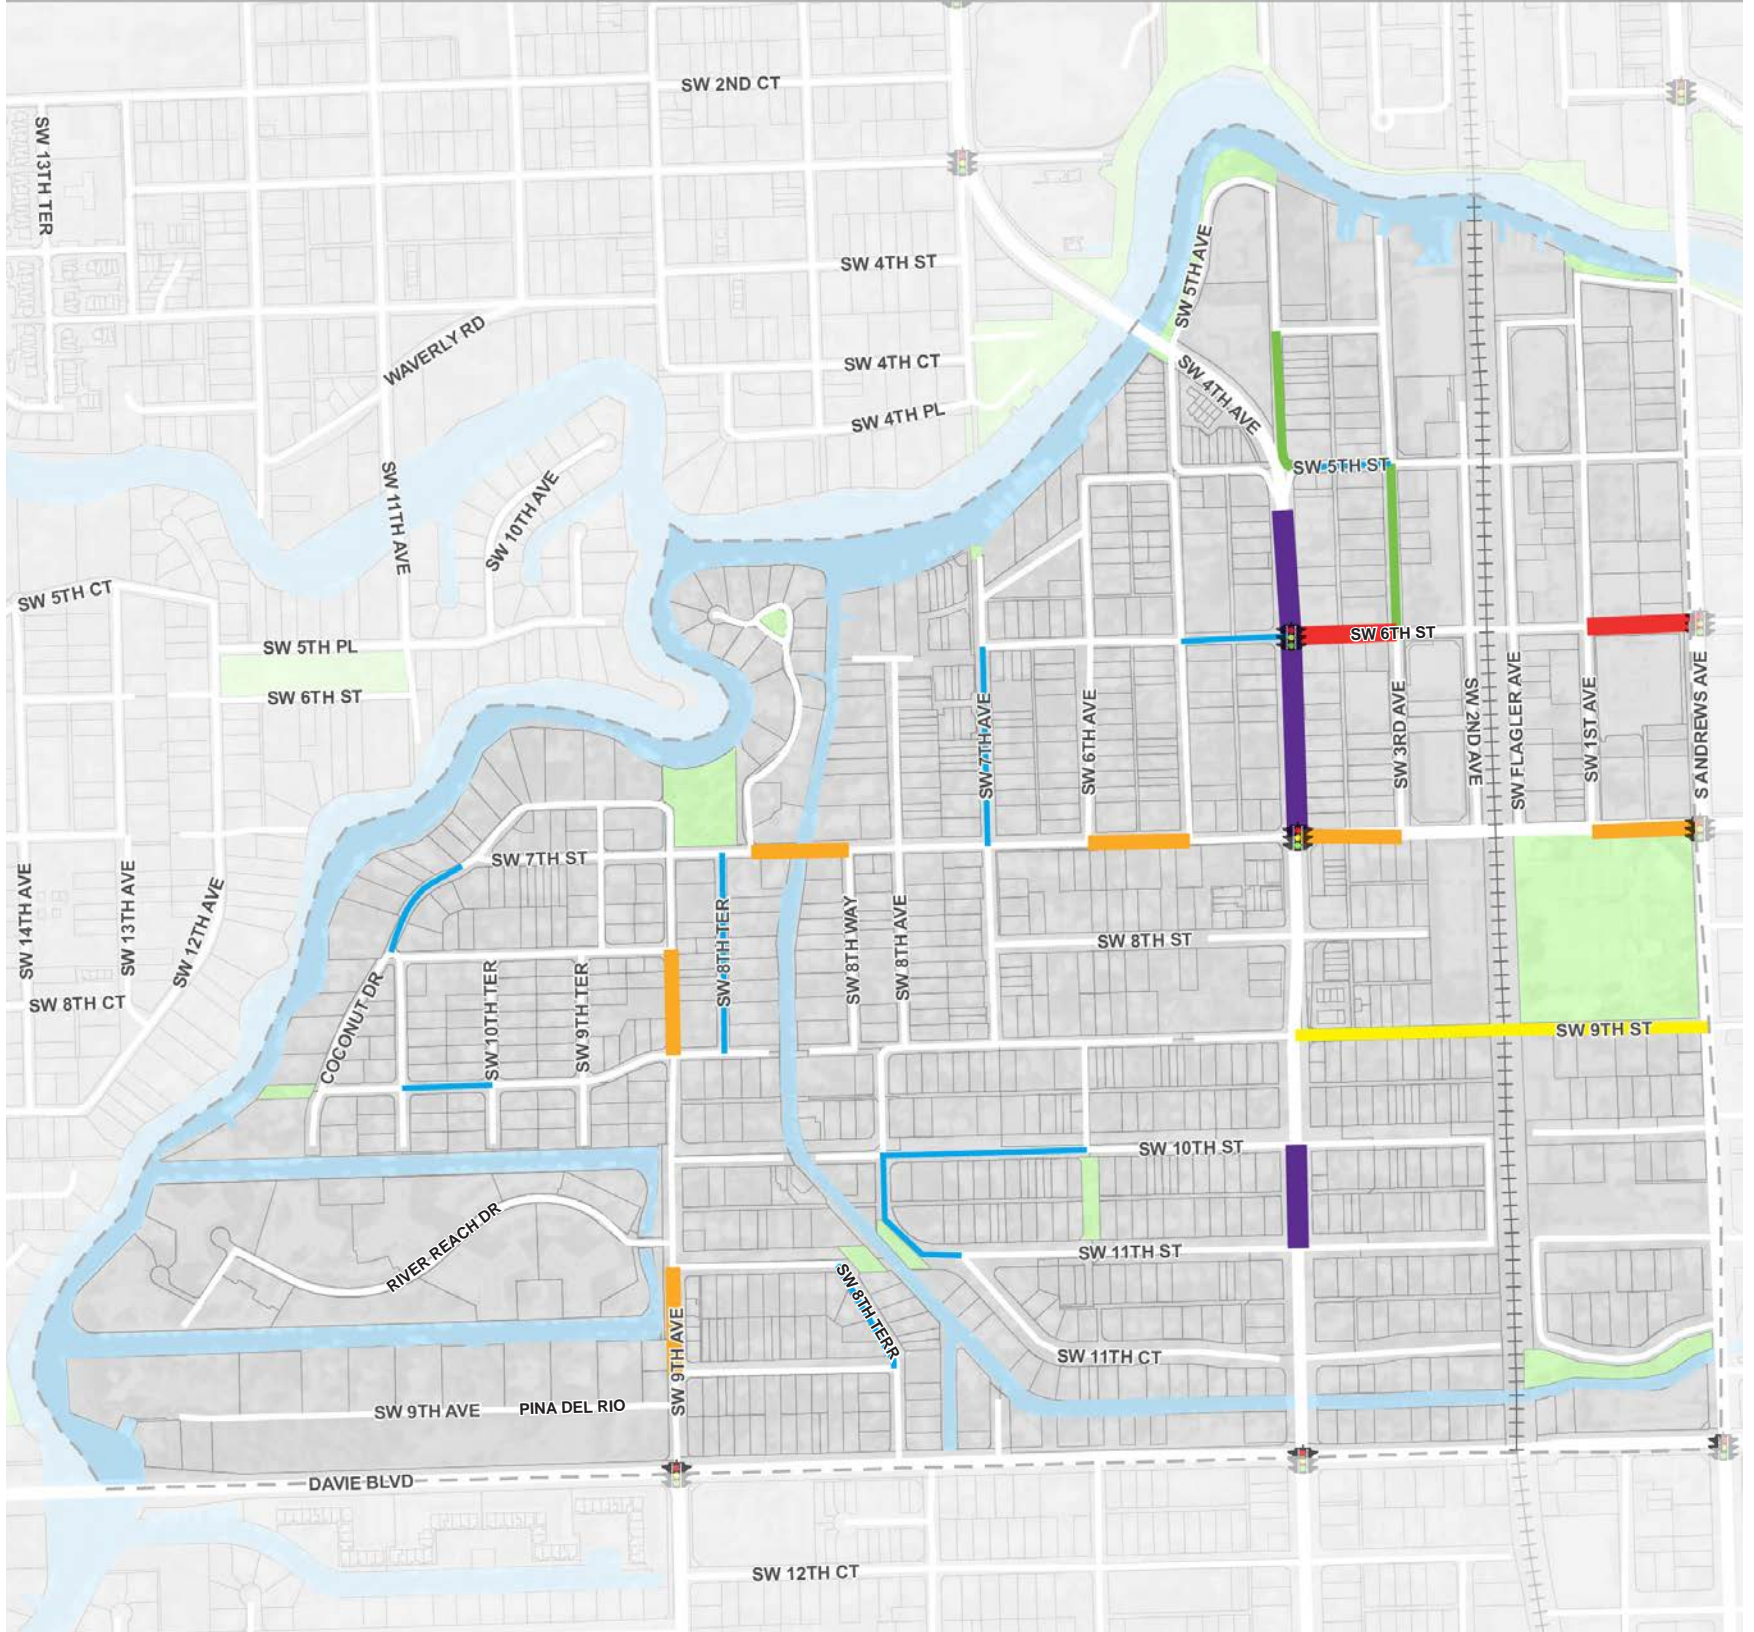 SW 2ND CT
SW 13TH TER
SW 4TH ST
SW 5TH AVE
WAVERLY RD
SW 4TH CT
SW 4TH AVE
SW 4TH PL
SW 11TH AVE
SW 10TH AVE
SW 5TH ST
SW 5TH CT
SW 5TH PL
SW 6TH ST
SW 6TH ST
SW 7TH AVE
SW 6TH AVE
SW 3RD AVE
SW 2ND AVE
SW FLAGLER AVE
SW 1ST AVE
S ANDREWS AVE
SW 7TH ST
SW 14TH AVE
SW 13TH AVE
SW 12TH AVE
SW 8TH TER
SW 8TH WAY
SW 8TH AVE
SW 8TH ST
SW 8TH CT
COCONUT DR
SW 10TH TER
SW 9TH TER
SW 9TH ST
SW 10TH ST
RIVER REACH DR
SW 11TH ST
SW 8TH TERR
SW 9TH AVE
SW 11TH CT
SW 9TH AVE
PINA DEL RIO
DAVIE BLVD
SW 12TH CT